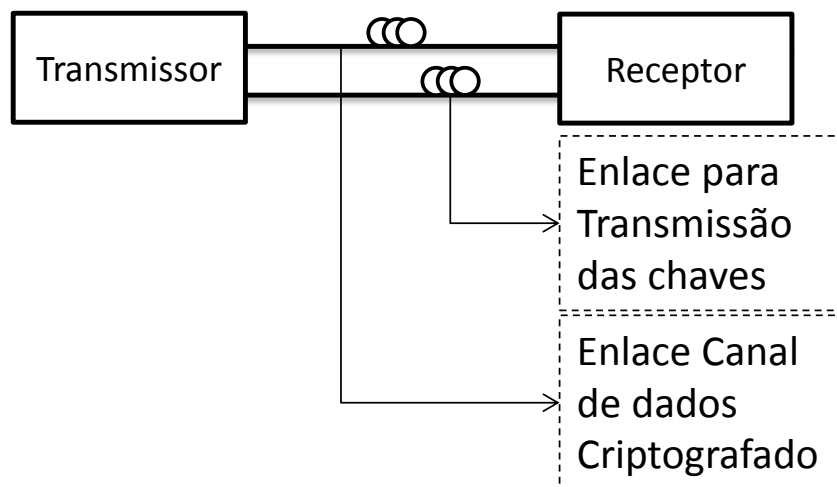 Transmissor
Receptor
Enlace para
Transmissão
das chaves
Enlace Canal
de dados
Criptografado